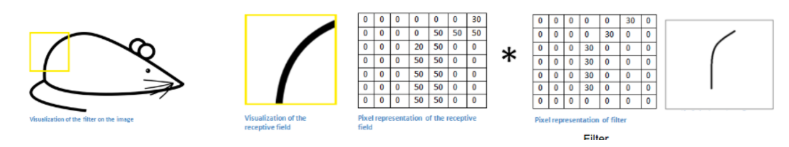 Visualization of the filter on the image
Visualization of the
receptive field
0 0 0 0 0 0 30
0 0 0 0 50 50 50
0 0 0 20 50 0 0
0 0 0 50 50 0 0
0 0 0 50 50 0 0
0 0 0 50 50 0 0
0 0 0 50 50 0 0
Pixel representation of the receptive
field
*
0 0 0 0 0 30 0
0 0 0 0 30 0 0
0 0 0 30 0 0 0
0 0 0 30 0 0 0
0 0 0 30 0 0 0
0 0 0 30 0 0 0
0 0 0 0 0 0 0
Pixel representation of filter
Filter